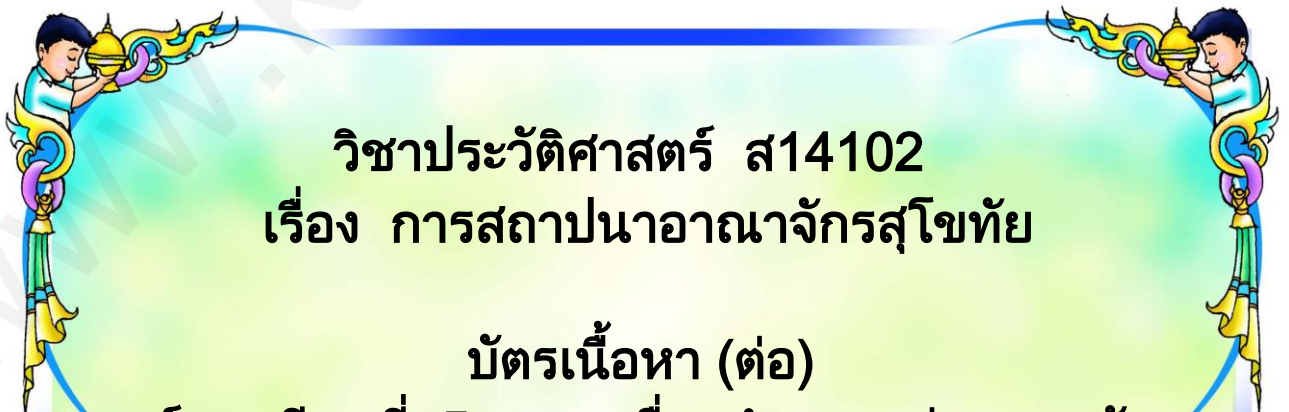 วิชาประวัติศาสตร์ ส14102
เรื่อง การสถาปนาอาณาจักรสุโขทัย
บัตรเนื้อหา (ต่อ)